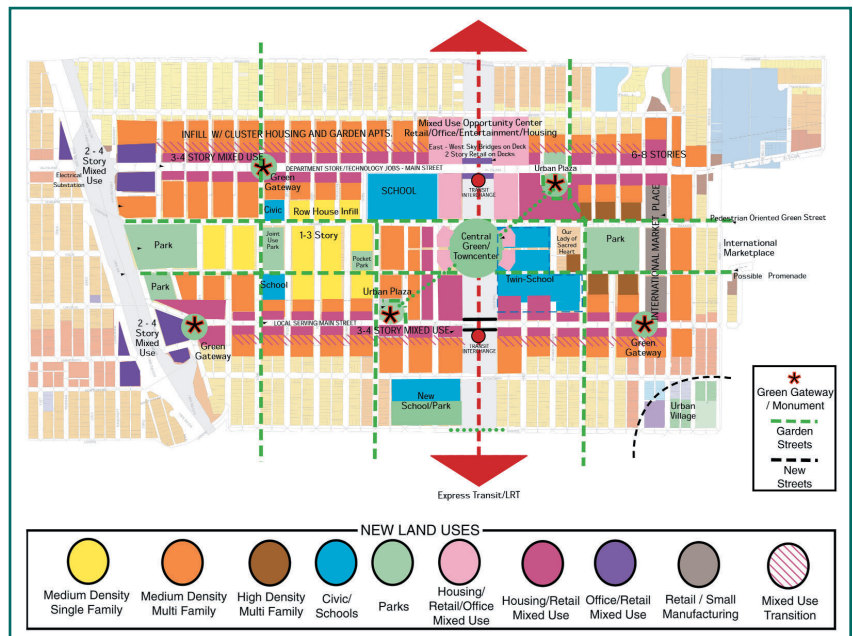 Mixed Use Opportunity Center
Retail/Office/Entertainment/Housing
INFILL W/ CLUSTER HOUSING AND GARDEN APTS.
East - West Sky Bridges on Deck
2 Story Retail on Decks
2 - 4
Story
Mixed
Use
3-4 STORY MIXED USE
6-8 STORIES
Urban Plaza
DEPARTMENT STORE/TECHNOLOGY JOBS - MAIN STREET
Electrical
Substation
Green
Gateway
TRANSIT
INTERCHANGE
SCHOOL
Civic
Row House Infill
INTERNATIONAL MARKET PLACE
Pedestrian Oriented Green Street
Park
Joint
Use
Park
1-3 Story
Pocket
Park
Central
Green/
Towncenter
Our
Lady of
Sacred
Heart
Park
International
Marketplace
Possible Promenade
Park
School
Twin-School
Urban Plaza
2 - 4
Story
Mixed
Use
LOCAL SERVING MAIN STREET
3-4 STORY MIXED USE
Green
Gateway
TRANSIT
INTERCHANGE
Green
Gateway
New
School/Park
Urban
Village
Express Transit/LRT
Green Gateway
/ Monument
Garden
Streets
New
Streets
NEW LAND USES
Medium Density
Single Family
Medium Density
Multi Family
High Density
Multi Family
Civic/
Schools
Parks
Housing/
Retail/Office
Mixed Use
Housing/Retail
Mixed Use
Office/Retail
Mixed Use
Retail / Small
Manufacturing
Mixed Use
Transition